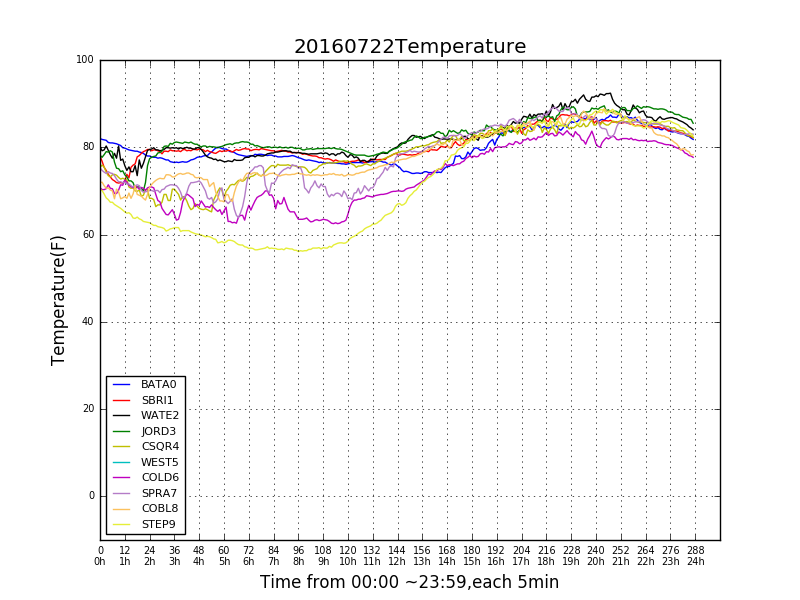 20160722Temperature
100
80
60
40
20
0
Temperature(F)
BATA0
SBRI1
WATE2
JORD3
CSQR4
WEST5
COLD6
SPRA7
COBL8
STEP9
0 12 24 36 48 60 72 84 96 108 120 132 144 156 168 180 192 204 216 228 240 252 264 276 288
0h 1h 2h 3h 4h 5h 6h 7h 8h 9h 10h 11h 12h 13h 14h 15h 16h 17h 18h 19h 20h 21h 22h 23h 24h
Time from 00:00 ~23:59,each 5min